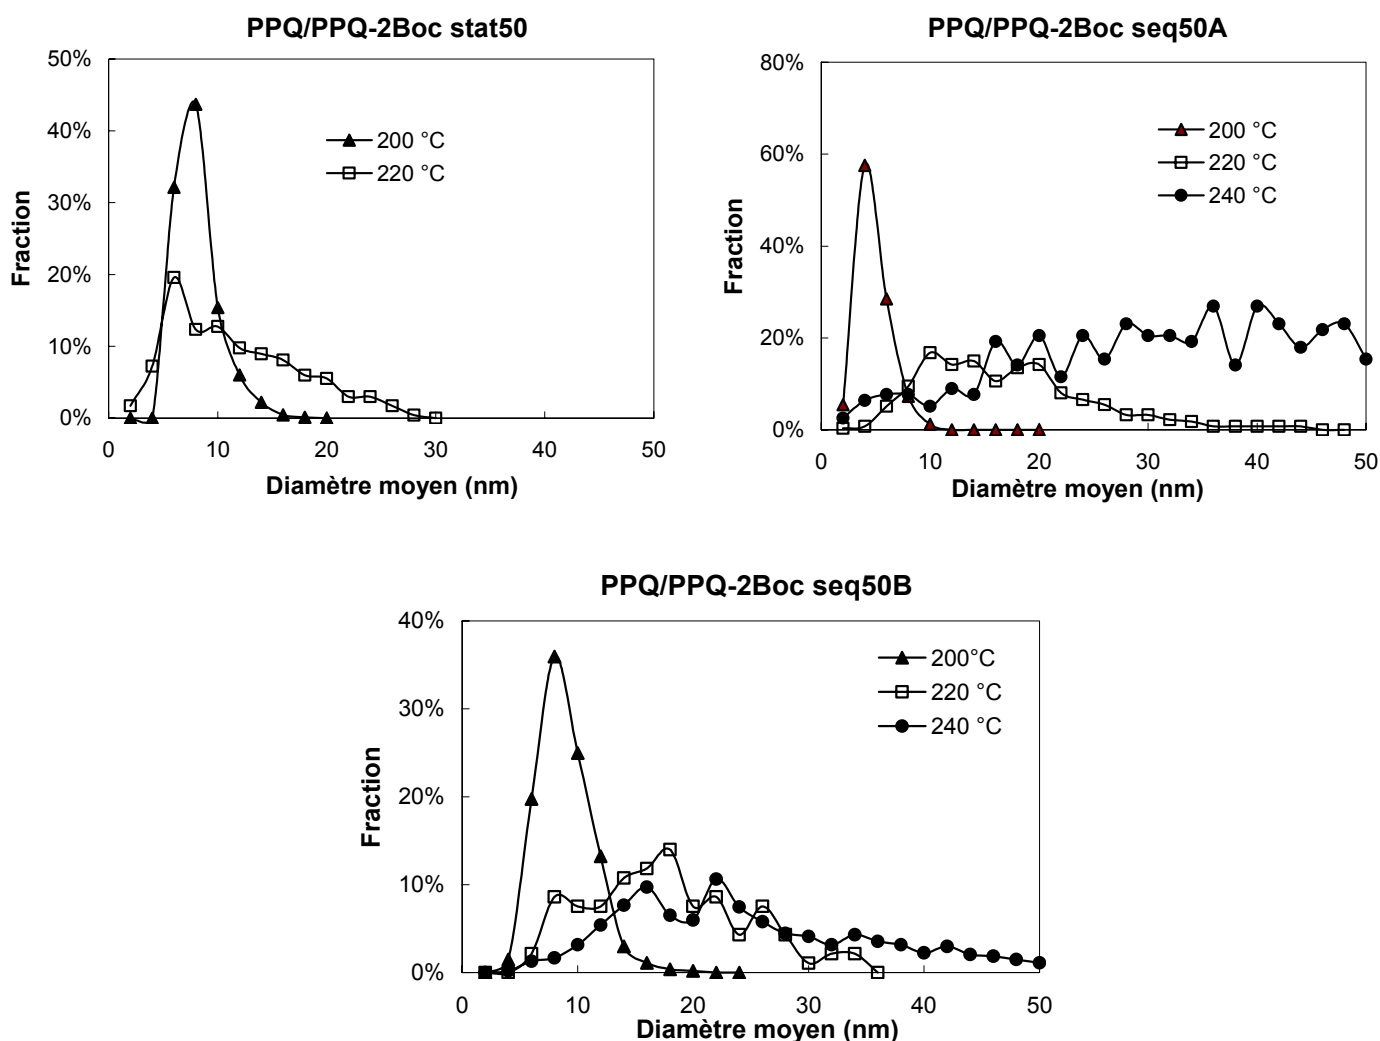 PPQ/PPQ-2Boc stat50
50%
40%
30%
20%
10%
0%
Fraction
200 °C
220 °C
0 10 20 30 40 50
Diamètre moyen (nm)
PPQ/PPQ-2Boc seq50A
80%
60%
40%
20%
0%
Fraction
200 °C
220 °C
240 °C
0 10 20 30 40 50
Diamètre moyen (nm)
PPQ/PPQ-2Boc seq50B
40%
30%
20%
10%
0%
Fraction
200°C
220 °C
240 °C
0 10 20 30 40 50
Diamètre moyen (nm)